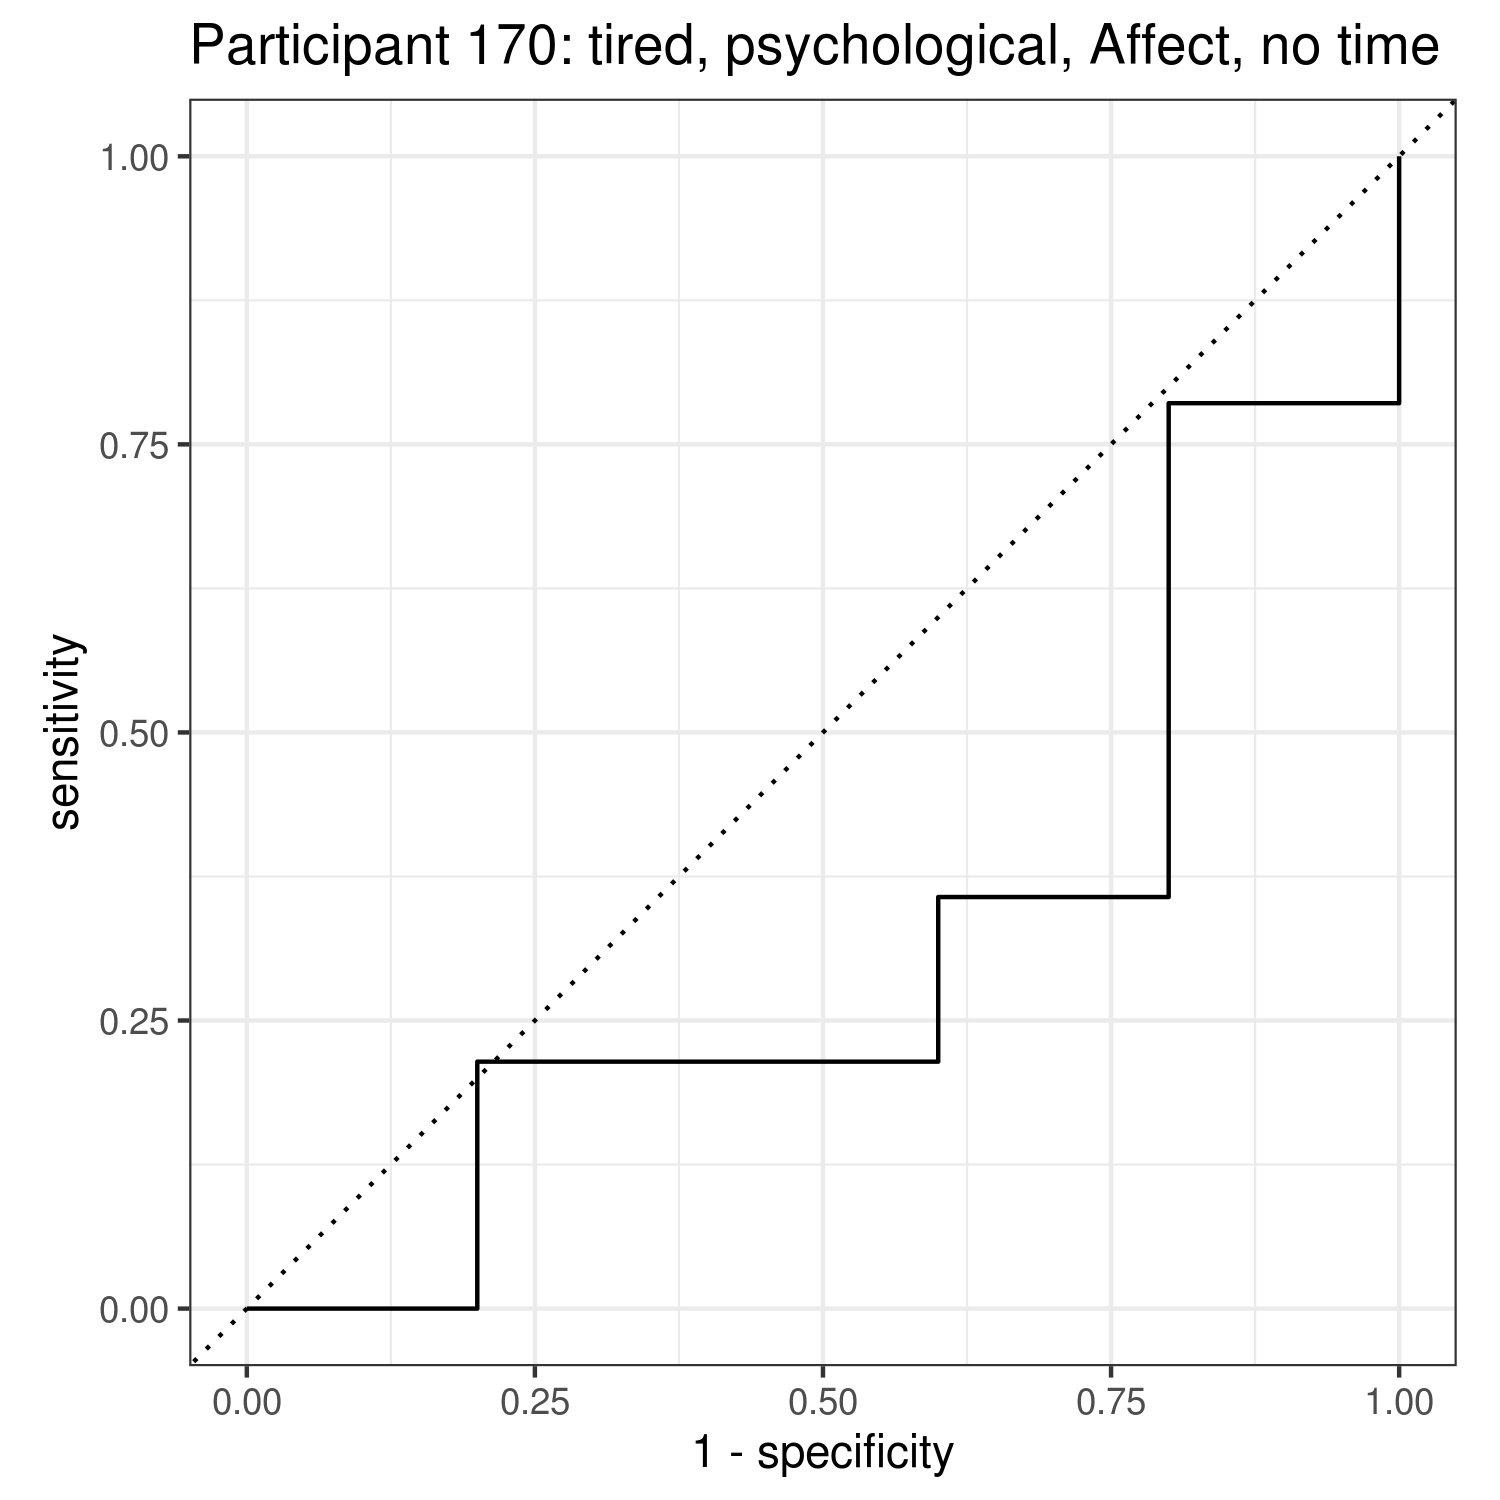 Participant 170: tired, psychological, Affect, no time
1.00
0.75
0.50
0.25
0.00
sensitivity
0.00 0.25 0.50 0.75 1.00
1 - specificity